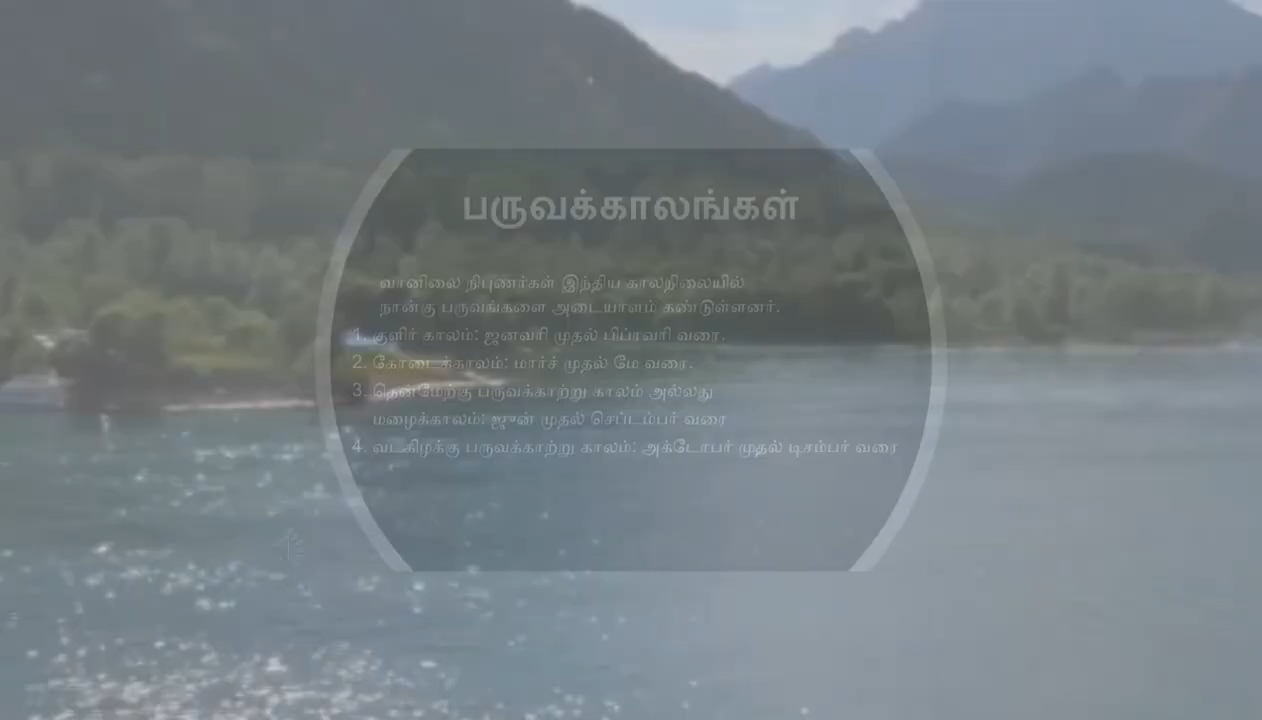 பருவக்காலங்கள்
வானிலை நிபுணர்கள் இந்திய காலநிலையில்
நான்கு பருவங்களை அடையாளம் கண்டுள்ளனர்.
1. குளிர் காலம்: ஜனவரி முதல் பிப்ரவரி வரை.
2. கோடைக்காலம்: மார்ச் முதல் மே வரை.
3. தென்மேற்கு பருவக்காற்று காலம் அல்லது
மழைக்காலம்: ஜுன் முதல் செப்டம்பர் வரை
4. வடகிழக்கு பருவக்காற்று காலம்: அக்டோபர் முதல் டிசம்பர் வரை